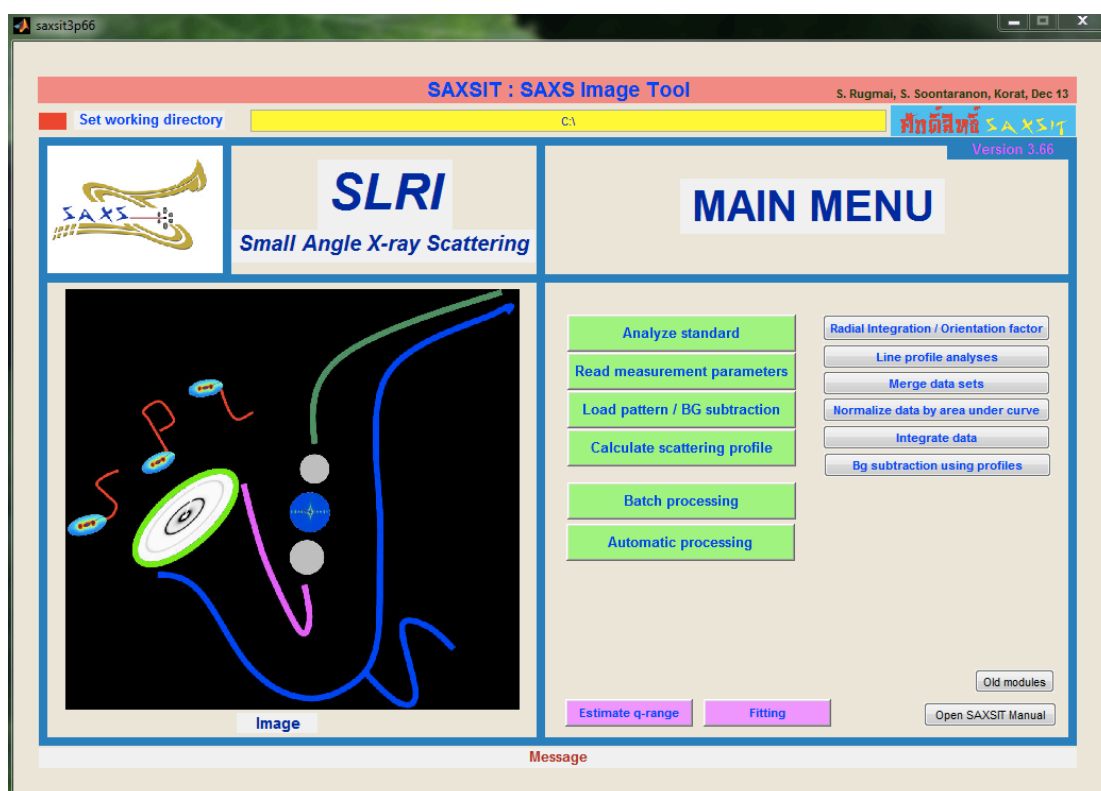 saxsit3p66
SAXSIT : SAXS Image Tool
S. Rugmai, S. Soontaranon, Korat, Dec 13
Set working directory
C:\
ศักดิ์สิทธิ์ SAXSIT
Version 3.66
SAXS
SLRI
Small Angle X-ray Scattering
MAIN MENU
SPL
Image
Analyze standard
Read measurement parameters
Load pattern / BG subtraction
Calculate scattering profile
Batch processing
Automatic processing
Radial Integration / Orientation factor
Line profile analyses
Merge data sets
Normalize data by area under curve
Integrate data
Bg subtraction using profiles
Old modules
Estimate q-range
Fitting
Open SAXSIT Manual
Message